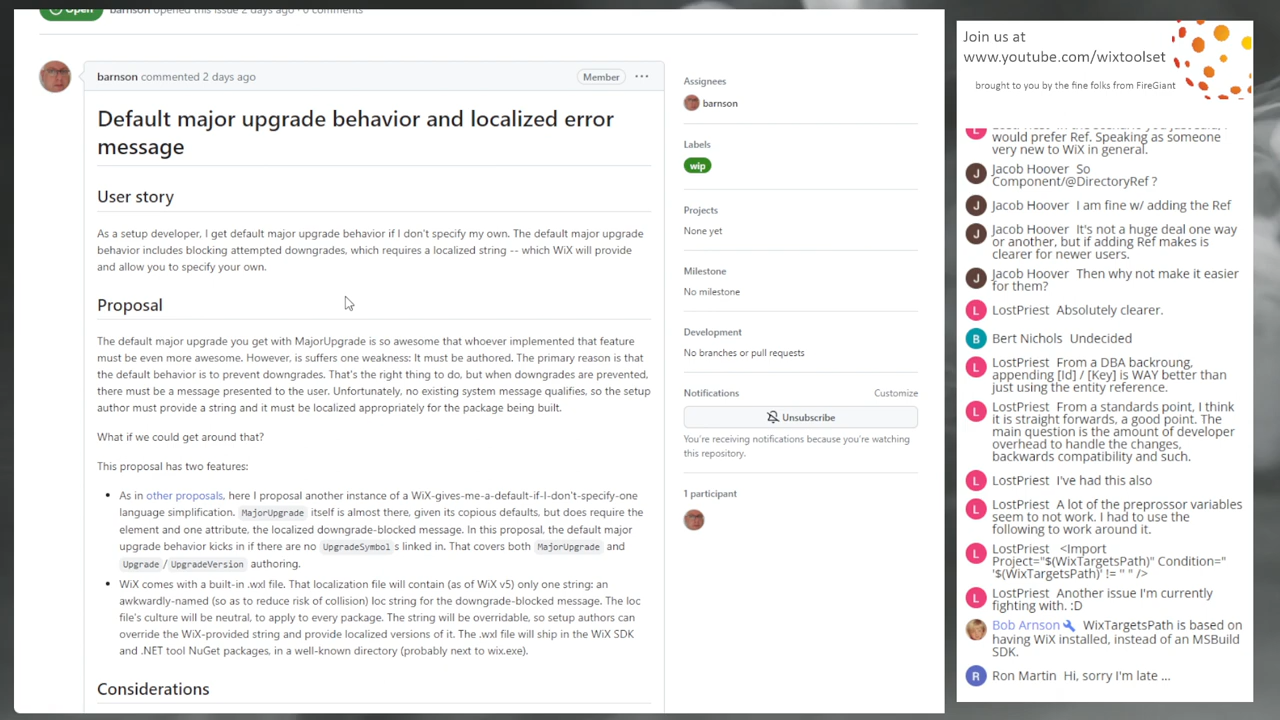 Open
barnson opened this issue 2 days ago · 0 comments
barnson commented 2 days ago
Member
Default major upgrade behavior and localized error
message
User story
As a setup developer, I get default major upgrade behavior if I don't specify my own. The default major upgrade
behavior includes blocking attempted downgrades, which requires a localized string -- which WiX will provide
and allow you to specify your own.
Proposal
The default major upgrade you get with MajorUpgrade is so awesome that whoever implemented that feature
must be even more awesome. However, is suffers one weakness: It must be authored. The primary reason is that
the default behavior is to prevent downgrades. That's the right thing to do, but when downgrades are prevented,
there must be a message presented to the user. Unfortunately, no existing system message qualifies, so the setup
author must provide a string and it must be localized appropriately for the package being built.
What if we could get around that?
This proposal has two features:
• As in other proposals, here I proposal another instance of a WiX-gives-me-a-default-if-I-don't-specify-one
language simplification. MajorUpgrade itself is almost there, given its copious defaults, but does require the
element and one attribute, the localized downgrade-blocked message. In this proposal, the default major
upgrade behavior kicks in if there are no UpgradeSymbol s linked in. That covers both MajorUpgrade and
Upgrade / UpgradeVersion authoring.
• WiX comes with a built-in .wxl file. That localization file will contain (as of WiX v5) only one string: an
awkwardly-named (so as to reduce risk of collision) loc string for the downgrade-blocked message. The loc
file's culture will be neutral, to apply to every package. The string will be overridable, so setup authors can
override the WiX-provided string and provide localized versions of it. The .wxl file will ship in the WiX SDK
and .NET tool NuGet packages, in a well-known directory (probably next to wix.exe).
Considerations
Assignees
barnson
Labels
wip
Projects
None yet
Milestone
No milestone
Development
No branches or pull requests
Notifications
Customize
Unsubscribe
You're receiving notifications because you're watching
this repository.
1 participant
Join us at
www.youtube.com/wixtoolset
brought to you by the fine folks from FireGiant
would prefer Ref. Speaking as someone
very new to WiX in general.
Jacob Hoover So
Component/@DirectoryRef ?
Jacob Hoover I am fine w/ adding the Ref
Jacob Hoover It's not a huge deal one way
or another, but if adding Ref makes is
clearer for newer users.
Jacob Hoover Then why not make it easier
for them?
LostPriest Absolutely clearer.
Bert Nichols Undecided
LostPriest From a DBA backroung,
appending [Id] / [Key] is WAY better than
just using the entity reference.
LostPriest From a standards point, I think
it is straight forwards, a good point. The
main question is the amount of developer
overhead to handle the changes,
backwards compatibility and such.
LostPriest I've had this also
LostPriest A lot of the preprossor variables
seem to not work. I had to use the
following to work around it.
LostPriest <Import
Project="$(WixTargetsPath)" Condition="
'$(WixTargetsPath)' != '' " />
LostPriest Another issue I'm currently
fighting with. :D
Bob Arnson WixTargetsPath is based on
having WiX installed, instead of an MSBuild
SDK.
Ron Martin Hi, sorry I'm late ...